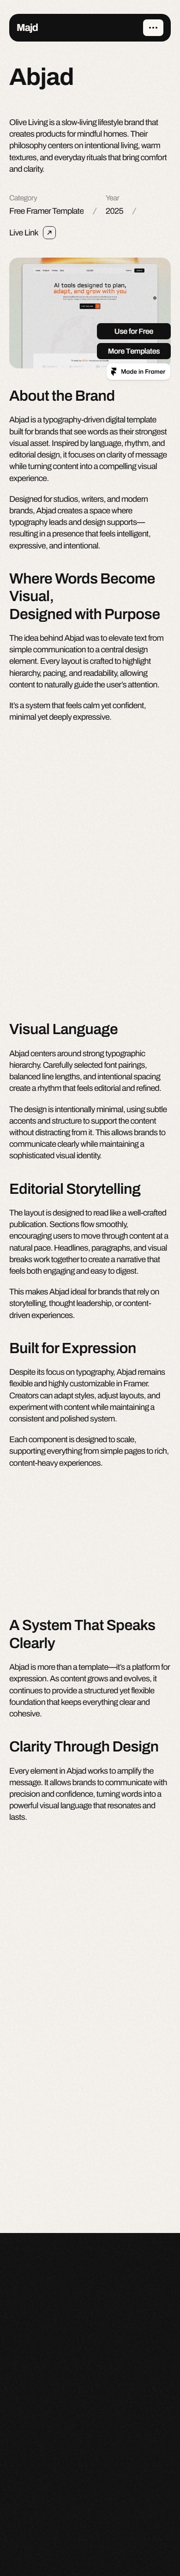 Majd
Abjad
Olive Living is a slow-living lifestyle brand that
creates products for mindful homes. Their
philosophy centers on intentional living, warm
textures, and everyday rituals that bring comfort
and clarity.
Category
Year
Free Framer Template /
2025 /
Live Link
AI tools designed to plan,
adapt, and grow with you
Use for Free
More Templates
Made in Framer
About the Brand
Abjad is a typography-driven digital template
built for brands that see words as their strongest
visual asset. Inspired by language, rhythm, and
editorial design, it focuses on clarity of message
while turning content into a compelling visual
experience.
Designed for studios, writers, and modern
brands, Abjad creates a space where
typography leads and design supports—
resulting in a presence that feels intelligent,
expressive, and intentional.
Where Words Become
Visual,
Designed with Purpose
The idea behind Abjad was to elevate text from
simple communication to a central design
element. Every layout is crafted to highlight
hierarchy, pacing, and readability, allowing
content to naturally guide the user's attention.
It's a system that feels calm yet confident,
minimal yet deeply expressive.
Visual Language
Abjad centers around strong typographic
hierarchy. Carefully selected font pairings,
balanced line lengths, and intentional spacing
create a rhythm that feels editorial and refined.
The design is intentionally minimal, using subtle
accents and structure to support the content
without distracting from it. This allows brands to
communicate clearly while maintaining a
sophisticated visual identity.
Editorial Storytelling
The layout is designed to read like a well-crafted
publication. Sections flow smoothly,
encouraging users to move through content at a
natural pace. Headlines, paragraphs, and visual
breaks work together to create a narrative that
feels both engaging and easy to digest.
This makes Abjad ideal for brands that rely on
storytelling, thought leadership, or content-
driven experiences.
Built for Expression
Despite its focus on typography, Abjad remains
flexible and highly customizable in Framer.
Creators can adapt styles, adjust layouts, and
experiment with content while maintaining a
consistent and polished system.
Each component is designed to scale,
supporting everything from simple pages to rich,
content-heavy experiences.
A System That Speaks
Clearly
Abjad is more than a template—it's a platform for
expression. As content grows and evolves, it
continues to provide a structured yet flexible
foundation that keeps everything clear and
cohesive.
Clarity Through Design
Every element in Abjad works to amplify the
message. It allows brands to communicate with
precision and confidence, turning words into a
powerful visual language that resonates and
lasts.